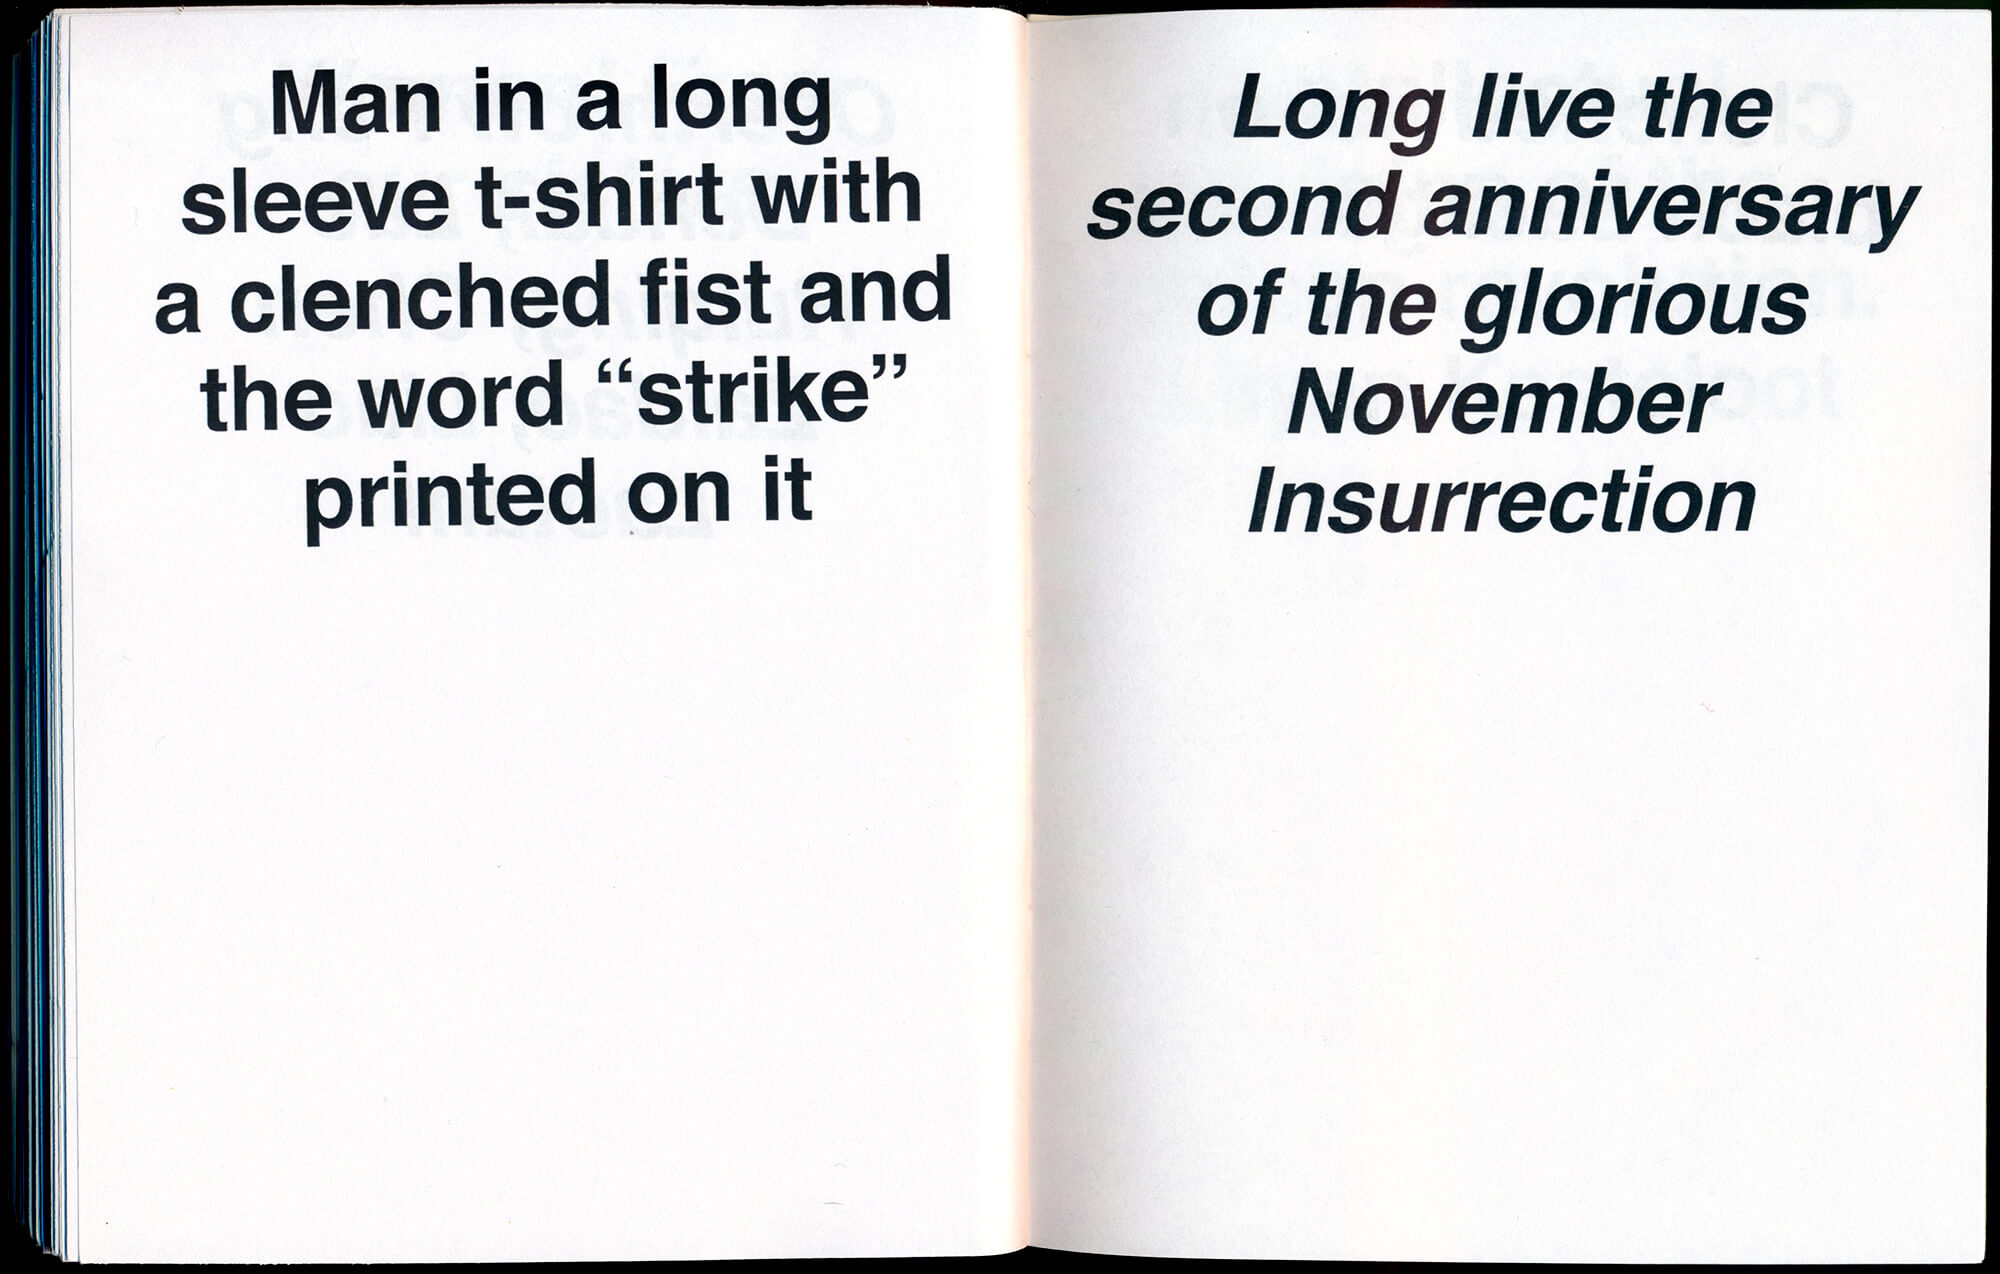 Man in a long
sleeve t-shirt with
a clenched fist and
the word “strike”
printed on it
Long live the
second anniversary
of the glorious
November
Insurrection